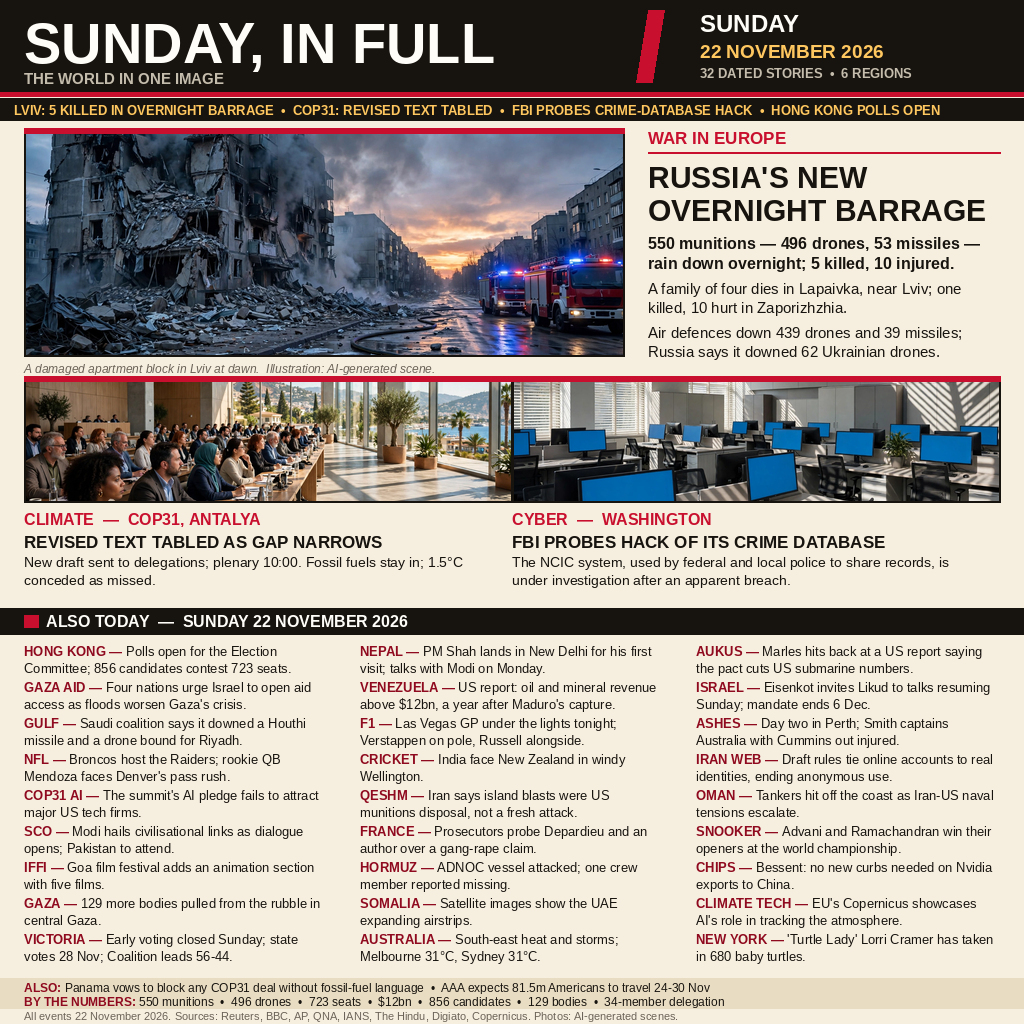 SUNDAY, IN FULL
THE WORLD IN ONE IMAGE
SUNDAY
22 NOVEMBER 2026
32 DATED STORIES • 6 REGIONS
LVIV: 5 KILLED IN OVERNIGHT BARRAGE • COP31: REVISED TEXT TABLED • FBI PROBES CRIME-DATABASE HACK • HONG KONG POLLS OPEN
WAR IN EUROPE
RUSSIA'S NEW
OVERNIGHT BARRAGE
550 munitions — 496 drones, 53 missiles —
rain down overnight; 5 killed, 10 injured.
A family of four dies in Lapaivka, near Lviv; one
killed, 10 hurt in Zaporizhzhia.
Air defences down 439 drones and 39 missiles;
Russia says it downed 62 Ukrainian drones.
A damaged apartment block in Lviv at dawn. Illustration: AI-generated scene.
CLIMATE — COP31, ANTALYA
REVISED TEXT TABLED AS GAP NARROWS
New draft sent to delegations; plenary 10:00. Fossil fuels stay in; 1.5°C
conceded as missed.
CYBER — WASHINGTON
FBI PROBES HACK OF ITS CRIME DATABASE
The NCIC system, used by federal and local police to share records, is
under investigation after an apparent breach.
ALSO TODAY — SUNDAY 22 NOVEMBER 2026
HONG KONG — Polls open for the Election
Committee; 856 candidates contest 723 seats.
GAZA AID — Four nations urge Israel to open aid
access as floods worsen Gaza's crisis.
GULF — Saudi coalition says it downed a Houthi
missile and a drone bound for Riyadh.
NFL — Broncos host the Raiders; rookie QB
Mendoza faces Denver's pass rush.
COP31 AI — The summit's AI pledge fails to attract
major US tech firms.
SCO — Modi hails civilisational links as dialogue
opens; Pakistan to attend.
IFFI — Goa film festival adds an animation section
with five films.
GAZA — 129 more bodies pulled from the rubble in
central Gaza.
VICTORIA — Early voting closed Sunday; state
votes 28 Nov; Coalition leads 56-44.
NEPAL — PM Shah lands in New Delhi for his first
visit; talks with Modi on Monday.
VENEZUELA — US report: oil and mineral revenue
above $12bn, a year after Maduro's capture.
F1 — Las Vegas GP under the lights tonight;
Verstappen on pole, Russell alongside.
CRICKET — India face New Zealand in windy
Wellington.
QESHM — Iran says island blasts were US
munitions disposal, not a fresh attack.
FRANCE — Prosecutors probe Depardieu and an
author over a gang-rape claim.
HORMUZ — ADNOC vessel attacked; one crew
member reported missing.
SOMALIA — Satellite images show the UAE
expanding airstrips.
AUSTRALIA — South-east heat and storms;
Melbourne 31°C, Sydney 31°C.
AUKUS — Marles hits back at a US report saying
the pact cuts US submarine numbers.
ISRAEL — Eisenkot invites Likud to talks resuming
Sunday; mandate ends 6 Dec.
ASHES — Day two in Perth; Smith captains
Australia with Cummins out injured.
IRAN WEB — Draft rules tie online accounts to real
identities, ending anonymous use.
OMAN — Tankers hit off the coast as Iran-US naval
tensions escalate.
SNOOKER — Advani and Ramachandran win their
openers at the world championship.
CHIPS — Bessent: no new curbs needed on Nvidia
exports to China.
CLIMATE TECH — EU's Copernicus showcases
AI's role in tracking the atmosphere.
NEW YORK — 'Turtle Lady' Lorri Cramer has taken
in 680 baby turtles.
ALSO: Panama vows to block any COP31 deal without fossil-fuel language • AAA expects 81.5m Americans to travel 24-30 Nov
BY THE NUMBERS: 550 munitions • 496 drones • 723 seats • $12bn • 856 candidates • 129 bodies • 34-member delegation
All events 22 November 2026. Sources: Reuters, BBC, AP, QNA, IANS, The Hindu, Digiato, Copernicus. Photos: AI-generated scenes.